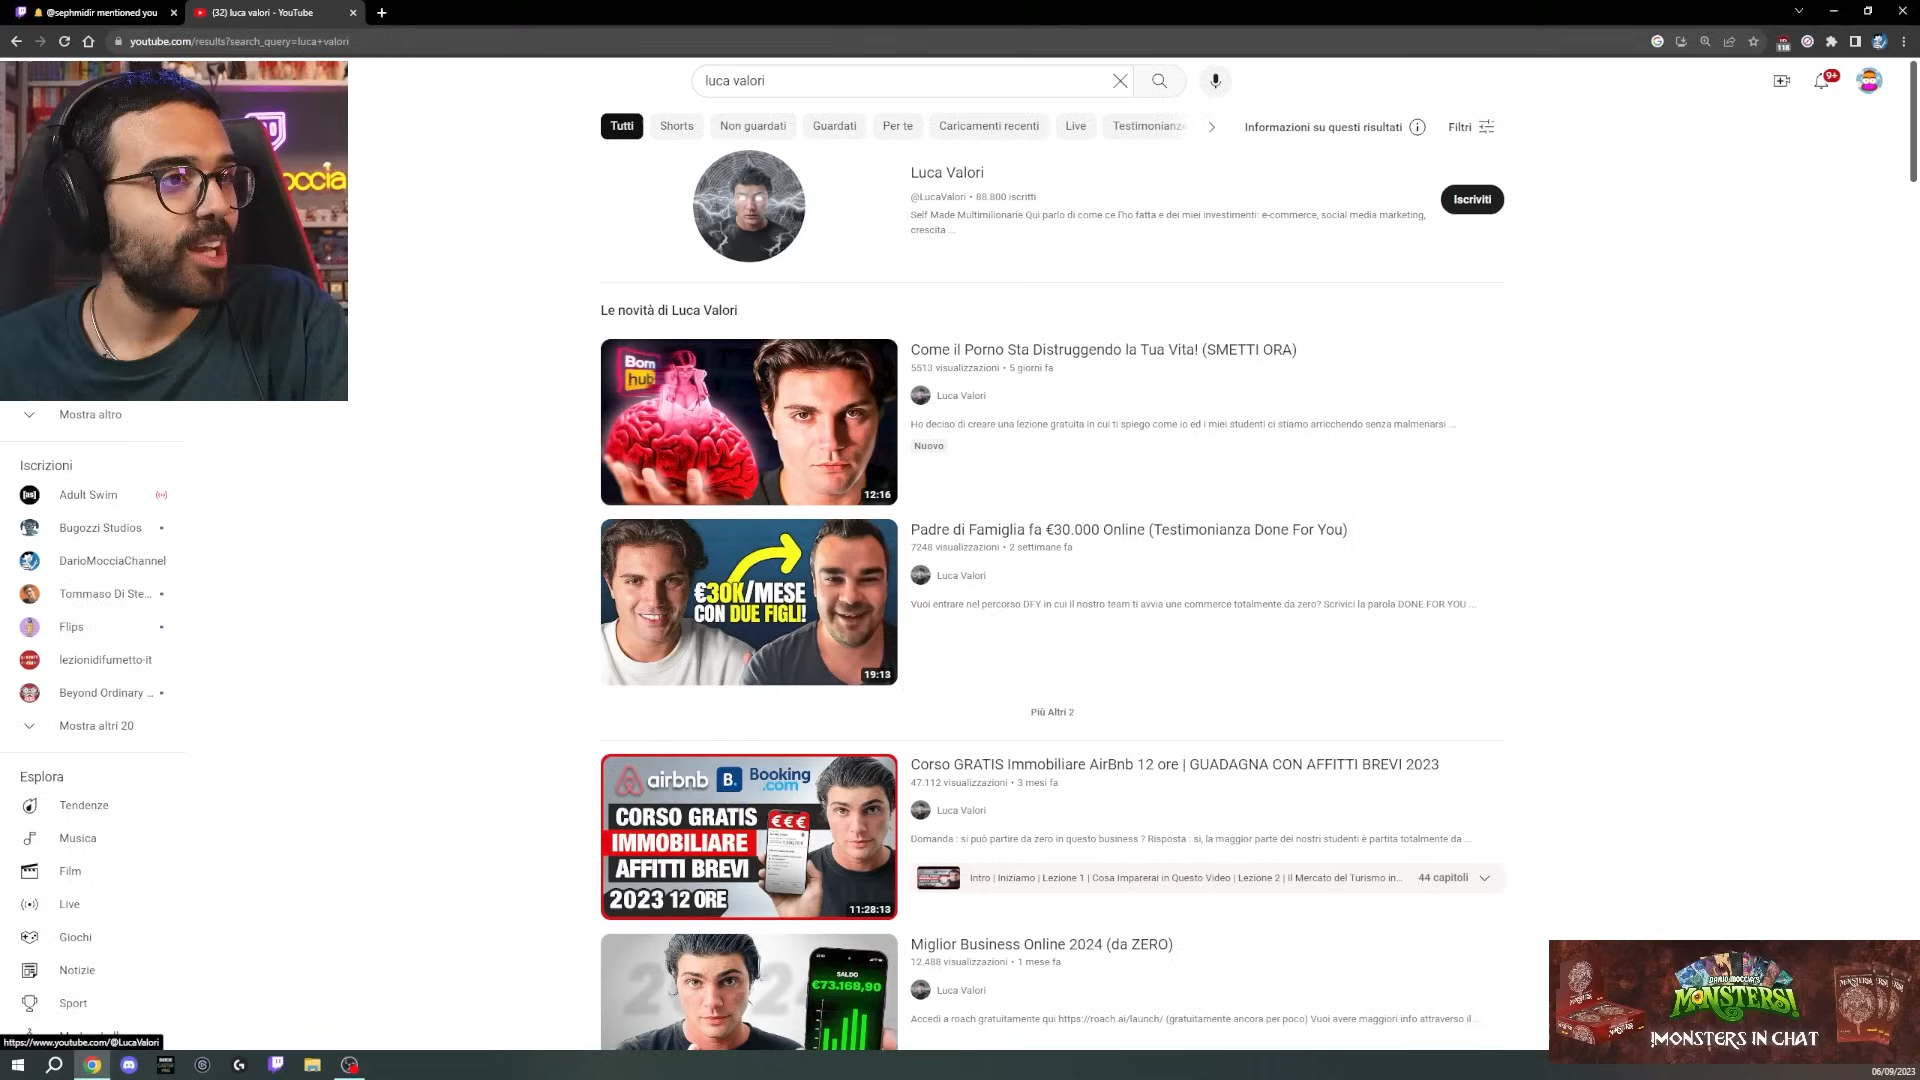 @sephmidir mentioned you
(32) luca valori - YouTube
youtube.com/results?search_query=luca+valori
118
luca valori
9+
Tutti
Shorts
Non guardati
Guardati
Per te
Caricamenti recenti
Live
Testimonianz
Informazioni su questi risultati
Filtri
occia
Luca Valori
@LucaValori • 88.800 iscritti
Self Made Multimilionarie Qui parlo di come ce l'ho fatta e dei miei investimenti: e-commerce, social media marketing,
crescita ...
Iscriviti
Le novità di Luca Valori
Born
hub
12:16
Come il Porno Sta Distruggendo la Tua Vita! (SMETTI ORA)
5513 visualizzazioni • 5 giorni fa
Luca Valori
Ho deciso di creare una lezione gratuita in cui ti spiego come io ed i miei studenti ci stiamo arricchendo senza malmenarsi ...
Nuovo
€30K/MESE
CON DUE FIGLI!
19:13
Padre di Famiglia fa €30.000 Online (Testimonianza Done For You)
7248 visualizzazioni • 2 settimane fa
Luca Valori
Vuoi entrare nel percorso DFY in cui il nostro team ti avvia une commerce totalmente da zero? Scrivici la parola DONE FOR YOU ...
Più Altri 2
airbnb
B.
Booking
.com
CORSO GRATIS
IMMOBILIARE
AFFITTI BREVI
2023 12 ORE
€€€
11:28:13
Corso GRATIS Immobiliare AirBnb 12 ore | GUADAGNA CON AFFITTI BREVI 2023
47.112 visualizzazioni • 3 mesi fa
Luca Valori
Domanda : si può partire da zero in questo business ? Risposta : si, la maggior parte dei nostri studenti è partita totalmente da ...
Intro | Iniziamo | Lezione 1 | Cosa Imparerai in Questo Video | Lezione 2 | Il Mercato del Turismo in...
44 capitoli
SALDO
€73.168,90
Miglior Business Online 2024 (da ZERO)
12.488 visualizzazioni • 1 mese fa
Luca Valori
Accedi a roach gratuitamente qui https://roach.ai/launch/ (gratuitamente ancora per poco) Vuoi avere maggiori info attraverso il ...
Mostra altro
Iscrizioni
[as]
Adult Swim
Bugozzi Studios
DarioMocciaChannel
Tommaso Di Ste...
Flips
lezionidifumetto-it
Beyond Ordinary ...
Mostra altri 20
Esplora
Tendenze
Musica
Film
Live
Giochi
Notizie
Sport
https://www.youtube.com/@LucaValori
DARIO MOCCIA'S
MONSTERS!
!MONSTERS IN CHAT
06/09/2023